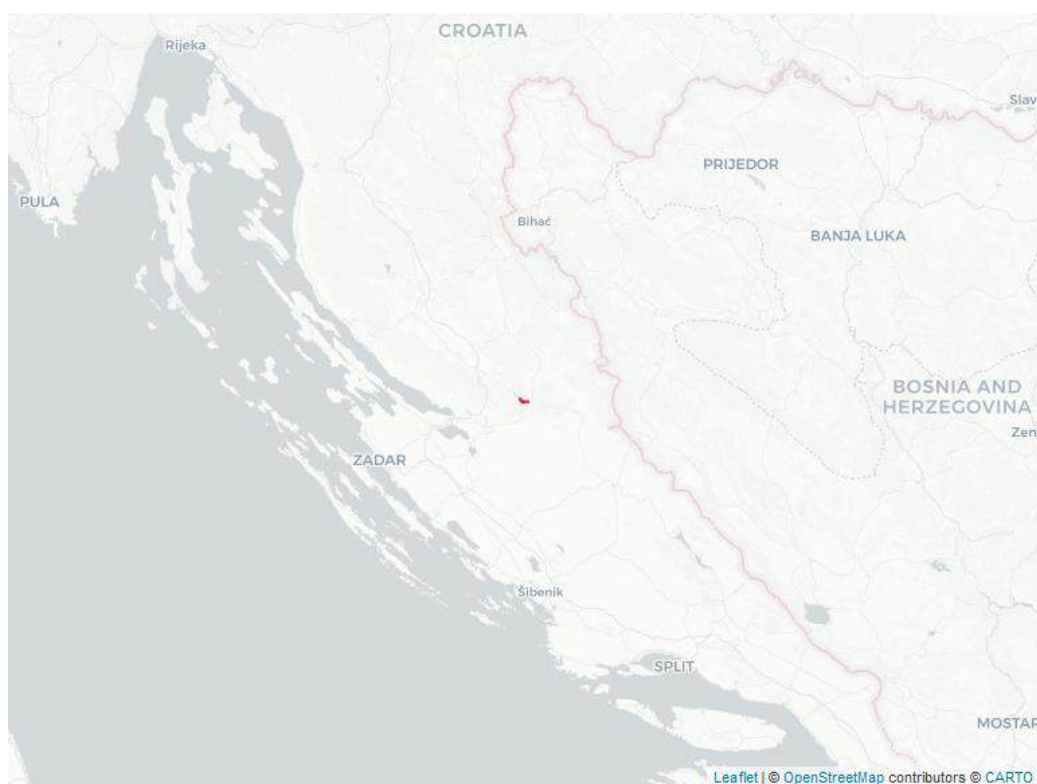 CROATIA
Rijeka
Slav
PRIJEDOR
PULA
Bihać
BANJA LUKA
BOSNIA AND
HERZEGOVINA
Zen
ZADAR
Šibenik
SPLIT
MOSTAR
Leaflet | © OpenStreetMap contributors © CARTO